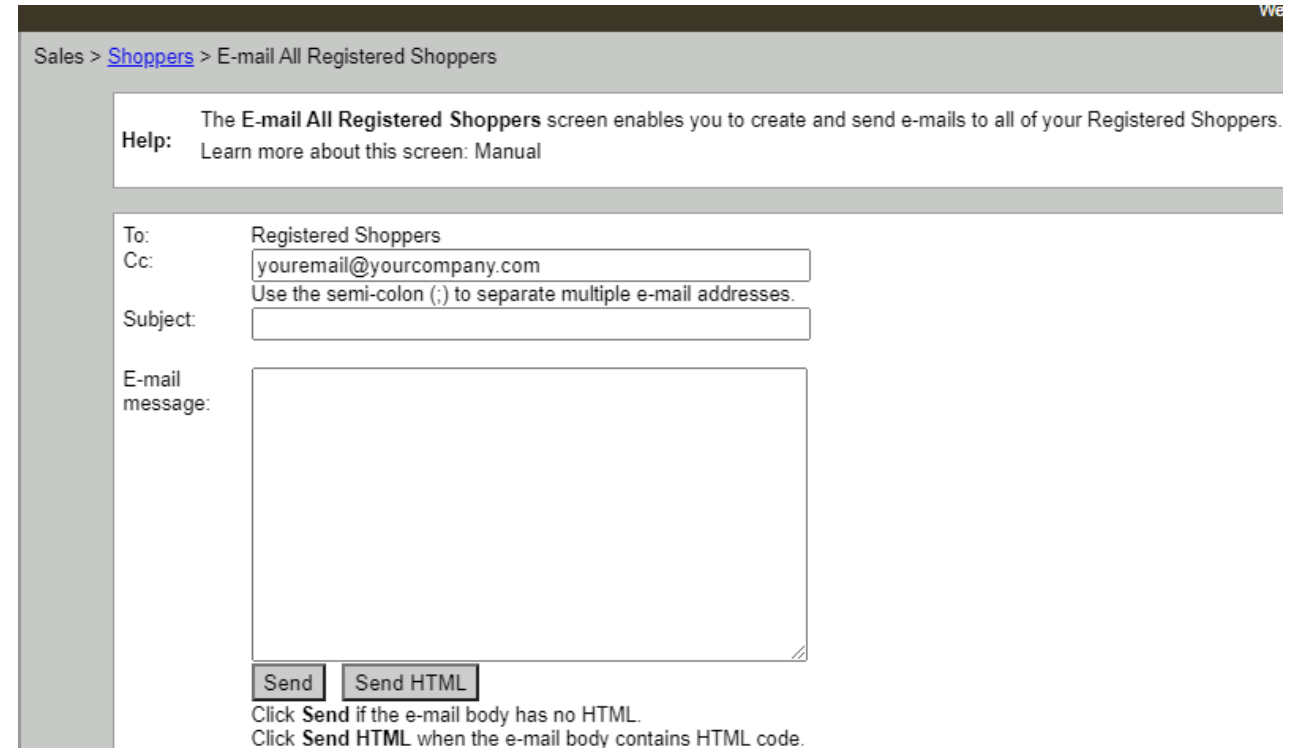 We
Sales > Shoppers > E-mail All Registered Shoppers
Help:
The E-mail All Registered Shoppers screen enables you to create and send e-mails to all of your Registered Shoppers.
Learn more about this screen: Manual
To: Registered Shoppers
Cc: youremail@yourcompany.com
Use the semi-colon (;) to separate multiple e-mail addresses.
Subject:
E-mail
message:
Send Send HTML
Click Send if the e-mail body has no HTML.
Click Send HTML when the e-mail body contains HTML code.